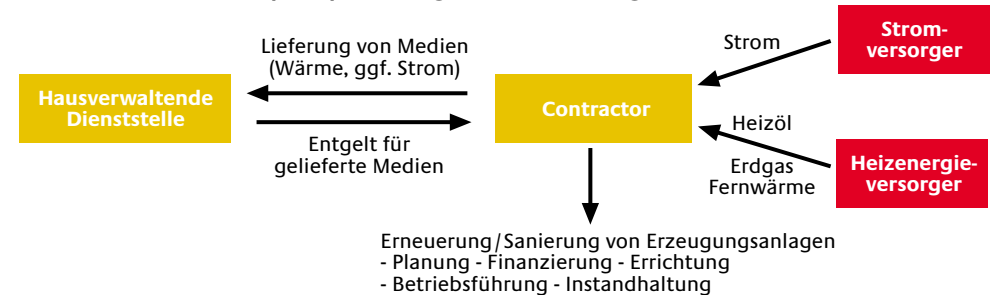 Lieferung von Medien
(Wärme, ggf. Strom)
Hausverwaltende
Dienststelle
Entgelt für
gelieferte Medien
Contractor
Strom
Strom-
versorger
Heizöl
Erdgas
Fernwärme
Heizenergie-
versorger
Erneuerung/Sanierung von Erzeugungsanlagen
- Planung - Finanzierung - Errichtung
- Betriebsführung - Instandhaltung